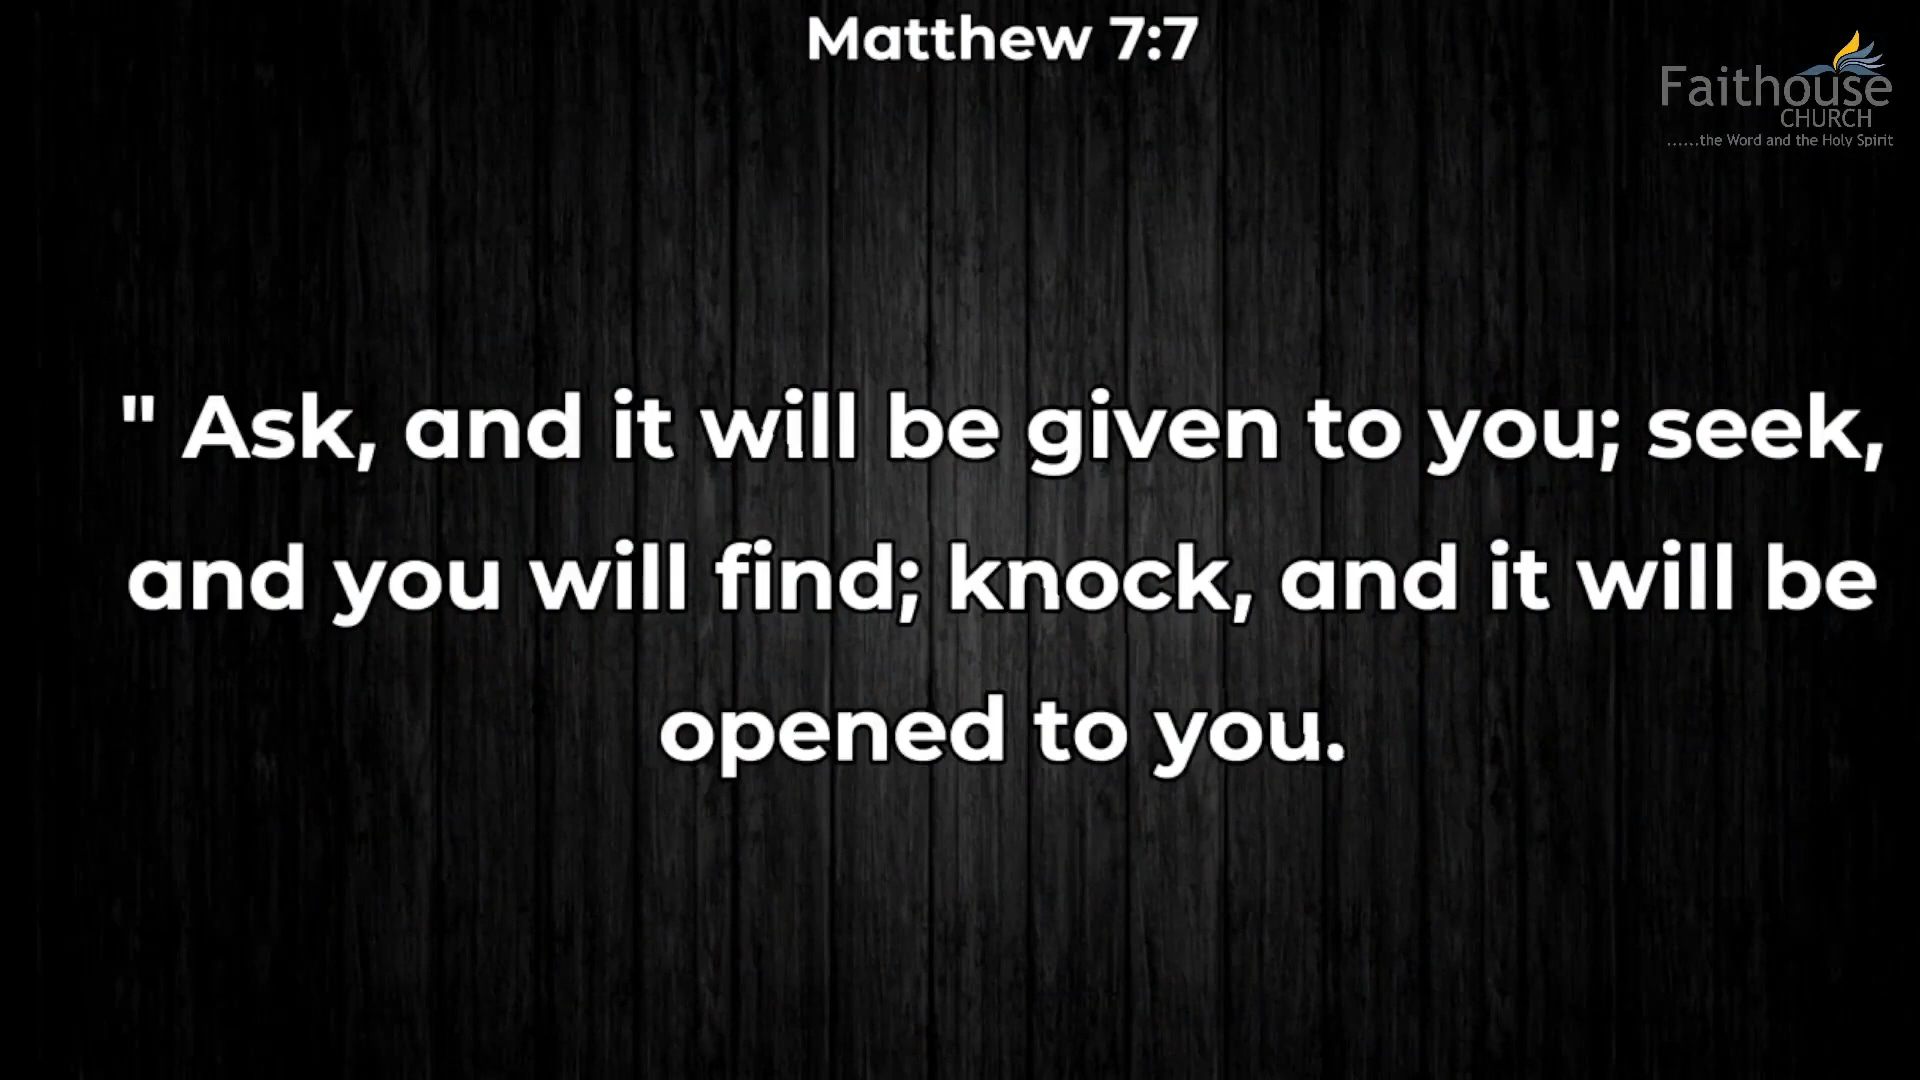 Matthew 7:7
Faithouse
CHURCH
......the Word and the Holy Spirit
" Ask, and it will be given to you; seek,
and you will find; knock, and it will be
opened to you.